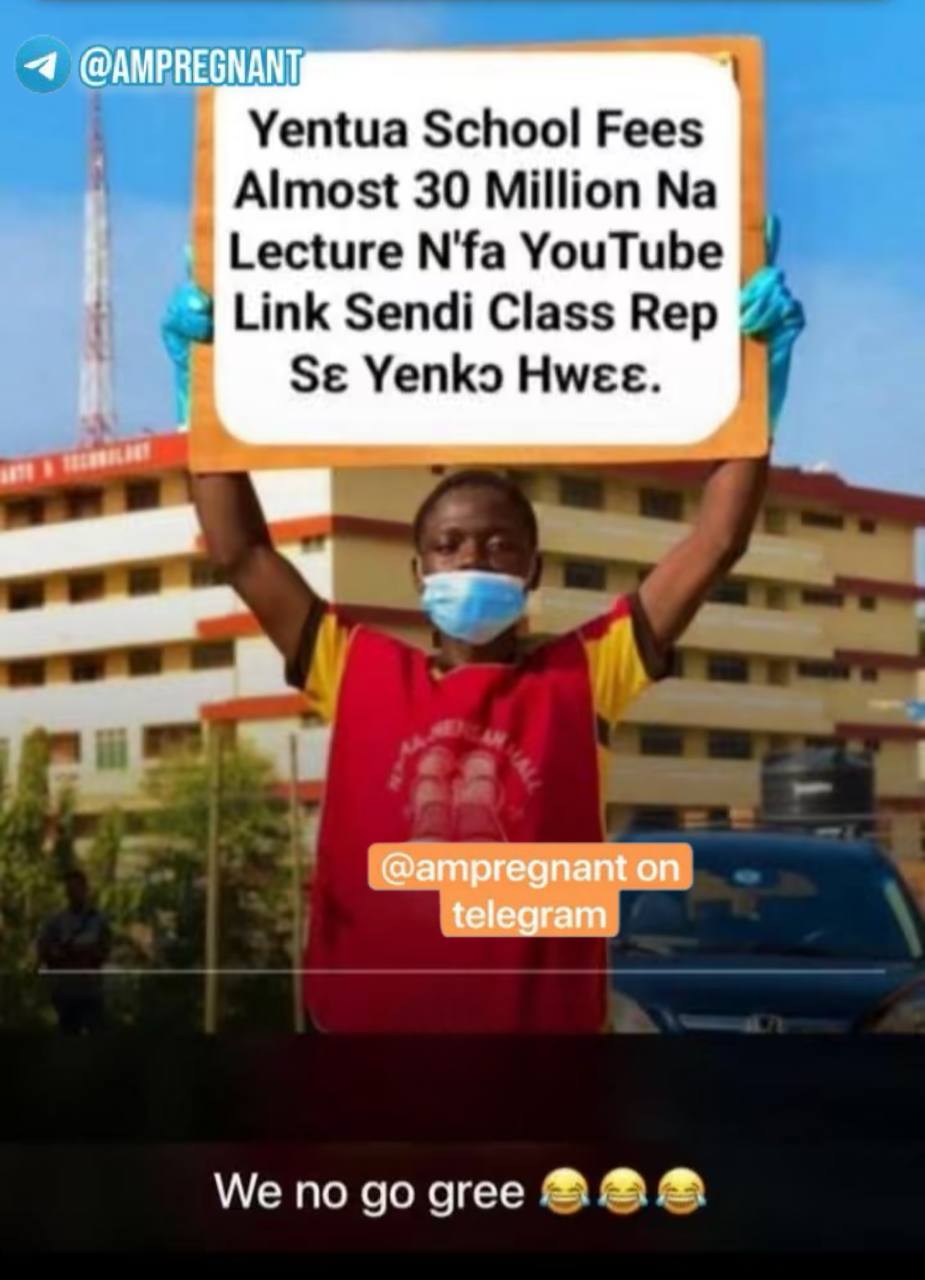 @AMPREGNANT
Yentua School Fees
Almost 30 Million Na
Lecture N'fa YouTube
Link Sendi Class Rep
Sɛ Yenkɔ Hwɛɛ.
& TECHNOLOGY
HALL
@ampregnant on
telegram
We no go gree 😂😂😂